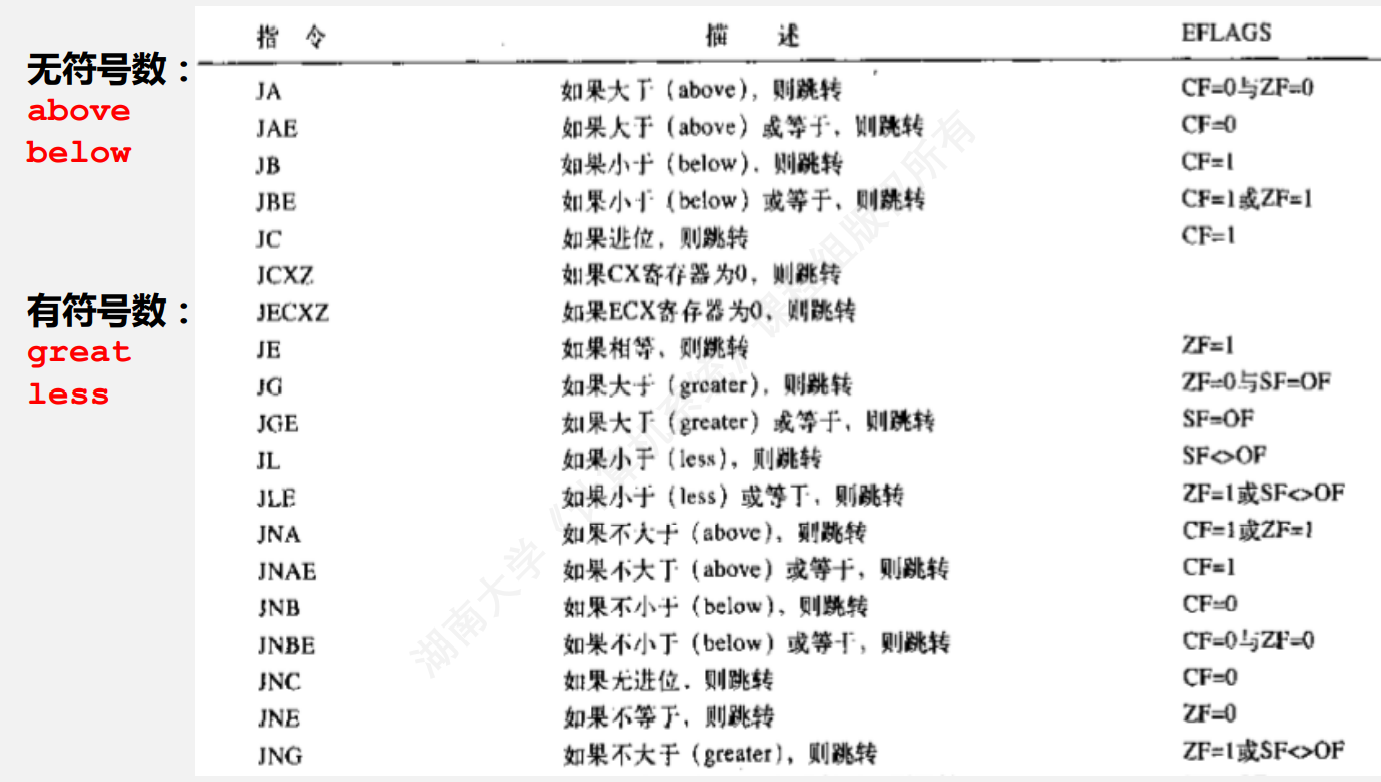 指 令 描 述 EFLAGS
无符号数：
above
below
JA 如果大于（above），则跳转 CF=0与ZF=0
JAE 如果大于（above）或等于，则跳转 CF=0
JB 如果小于（below），则跳转 CF=1
JBE 如果小于（below）或等于，则跳转 CF=1或ZF=1
JC 如果进位，则跳转 CF=1
JCXZ 如果CX寄存器为0，则跳转
有符号数：
great
less
JECXZ 如果ECX寄存器为0，则跳转
JE 如果相等，则跳转 ZF=1
JG 如果大于（greater），则跳转 ZF=0与SF=OF
JGE 如果大于（greater）或等于，则跳转 SF=OF
JL 如果小于（less），则跳转 SF<>OF
JLE 如果小于（less）或等于，则跳转 ZF=1或SF<>OF
JNA 如果不大于（above），则跳转 CF=1或ZF=1
JNAE 如果不大于（above）或等于，则跳转 CF=1
JNB 如果不小于（below），则跳转 CF=0
JNBE 如果不小于（below）或等于，则跳转 CF=0与ZF=0
JNC 如果无进位，则跳转 CF=0
JNE 如果不等于，则跳转 ZF=0
JNG 如果不大于（greater），则跳转 ZF=1或SF<>OF
湖南大学《计算机系统》课程组版权所有